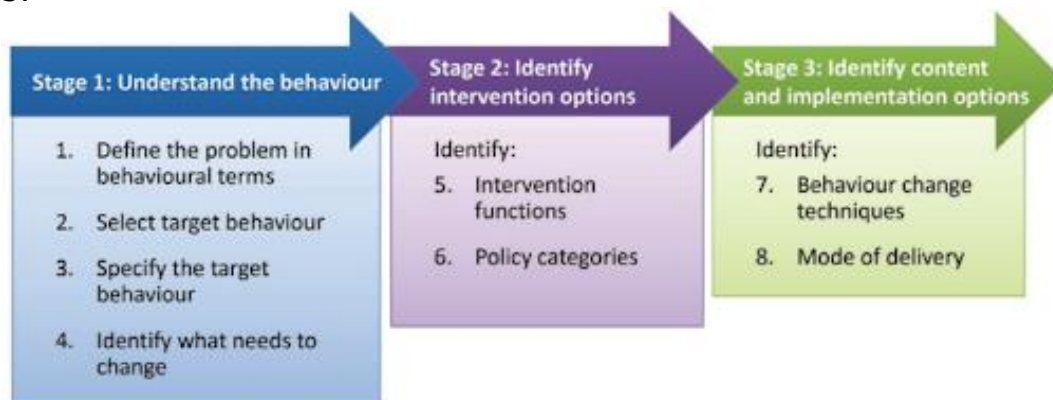 Stage 1: Understand the behaviour
1. Define the problem in
behavioural terms
2. Select target behaviour
3. Specify the target
behaviour
4. Identify what needs to
change
Stage 2: Identify
intervention options
Identify:
5. Intervention
functions
6. Policy categories
Stage 3: Identify content
and implementation options
Identify:
7. Behaviour change
techniques
8. Mode of delivery